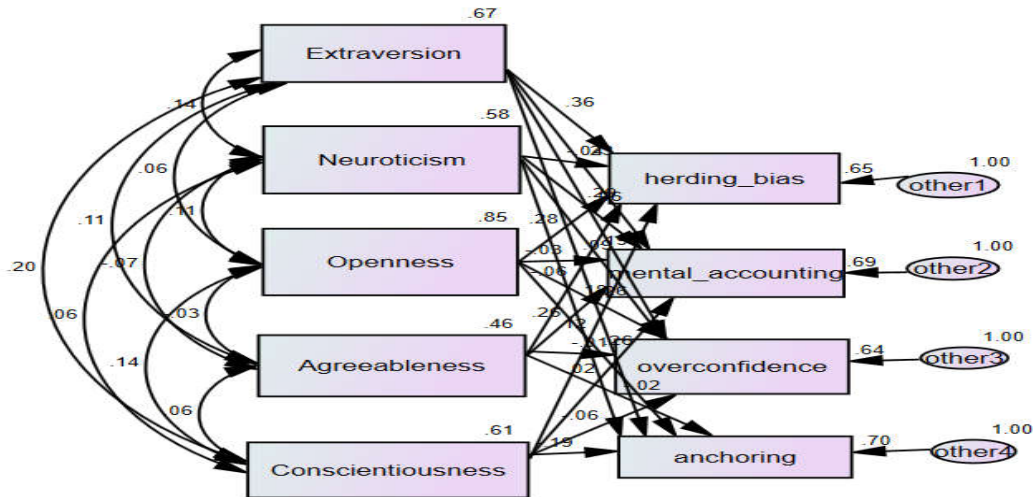 .67
Extraversion
.14
.36
.58
Neuroticism
1.00
.65
herding_bias
other1
.06
.11
.11
.28
.85
Openness
-.03
1.00
.69
mental_accounting
other2
.20
-.07
-.06
.06
-.03
.26
.46
Agreeableness
1.00
.64
overconfidence
other3
.14
.02
-.02
.06
.61
-.06
Conscientiousness
-.19
1.00
.70
anchoring
other4